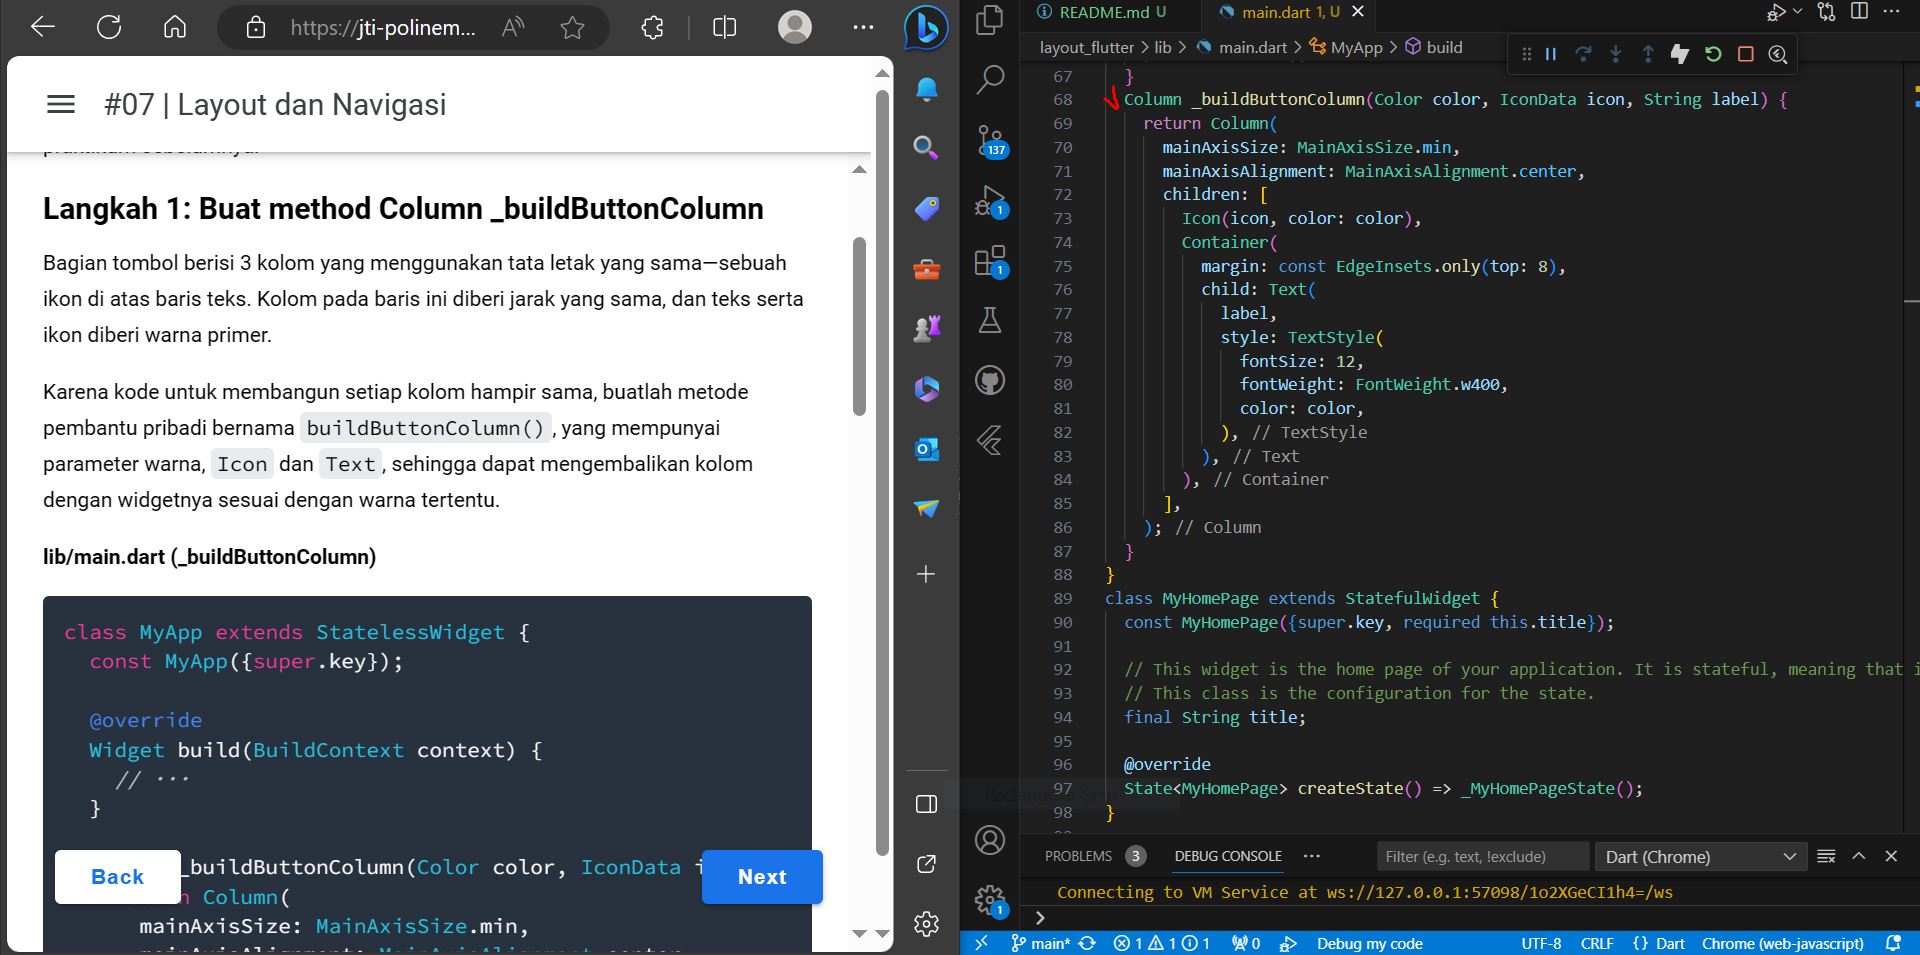 https://jti-polinem...
#07 | Layout dan Navigasi
Langkah 1: Buat method Column _buildButtonColumn
Bagian tombol berisi 3 kolom yang menggunakan tata letak yang sama—sebuah
ikon di atas baris teks. Kolom pada baris ini diberi jarak yang sama, dan teks serta
ikon diberi warna primer.
Karena kode untuk membangun setiap kolom hampir sama, buatlah metode
pembantu pribadi bernama buildButtonColumn(), yang mempunyai
parameter warna, Icon dan Text, sehingga dapat mengembalikan kolom
dengan widgetnya sesuai dengan warna tertentu.
lib/main.dart (_buildButtonColumn)
class MyApp extends StatelessWidget {
const MyApp({super.key});
@override
Widget build(BuildContext context) {
// ···
}
_buildButtonColumn(Color color, IconData i
n Column(
mainAxisSize: MainAxisSize.min,
Back
Next
137
1
1
1
README.md U
main.dart 1, U
layout_flutter > lib > main.dart > MyApp > build
67 }
68 Column _buildButtonColumn(Color color, IconData icon, String label) {
69 return Column(
70 mainAxisSize: MainAxisSize.min,
71 mainAxisAlignment: MainAxisAlignment.center,
72 children: [
73 Icon(icon, color: color),
74 Container(
75 margin: const EdgeInsets.only(top: 8),
76 child: Text(
77 label,
78 style: TextStyle(
79 fontSize: 12,
80 fontWeight: FontWeight.w400,
81 color: color,
82 ), // TextStyle
83 ), // Text
84 ), // Container
85 ],
86 ); // Column
87 }
88 }
89 class MyHomePage extends StatefulWidget {
90 const MyHomePage({super.key, required this.title});
91
92 // This widget is the home page of your application. It is stateful, meaning that i
93 // This class is the configuration for the state.
94 final String title;
95
96 @override
97 State<MyHomePage> createState() => _MyHomePageState();
98 }
PROBLEMS 3 DEBUG CONSOLE ··· Filter (e.g. text, !exclude) Dart (Chrome)
Connecting to VM Service at ws://127.0.0.1:57098/1o2XGeCI1h4=/ws
>
main* 1 1 1 0 Debug my code UTF-8 CRLF {} Dart Chrome (web-javascript)